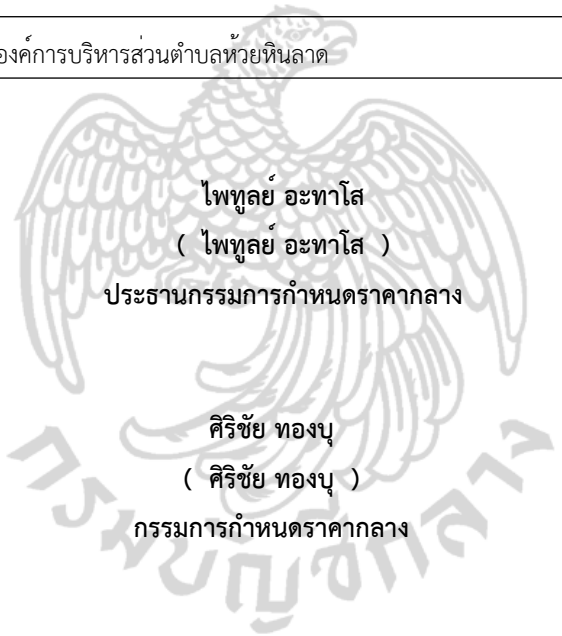 องค์การบริหารส่วนตำบลห้วยหินลาด
ไพทูลย์ อะทาโส
( ไพทูลย์ อะทาโส )
ประธานกรรมการกำหนดราคากลาง
ศิริชัย ทองบุ
( ศิริชัย ทองบุ )
กรรมการกำหนดราคากลาง
กรมบัญชีกลาง